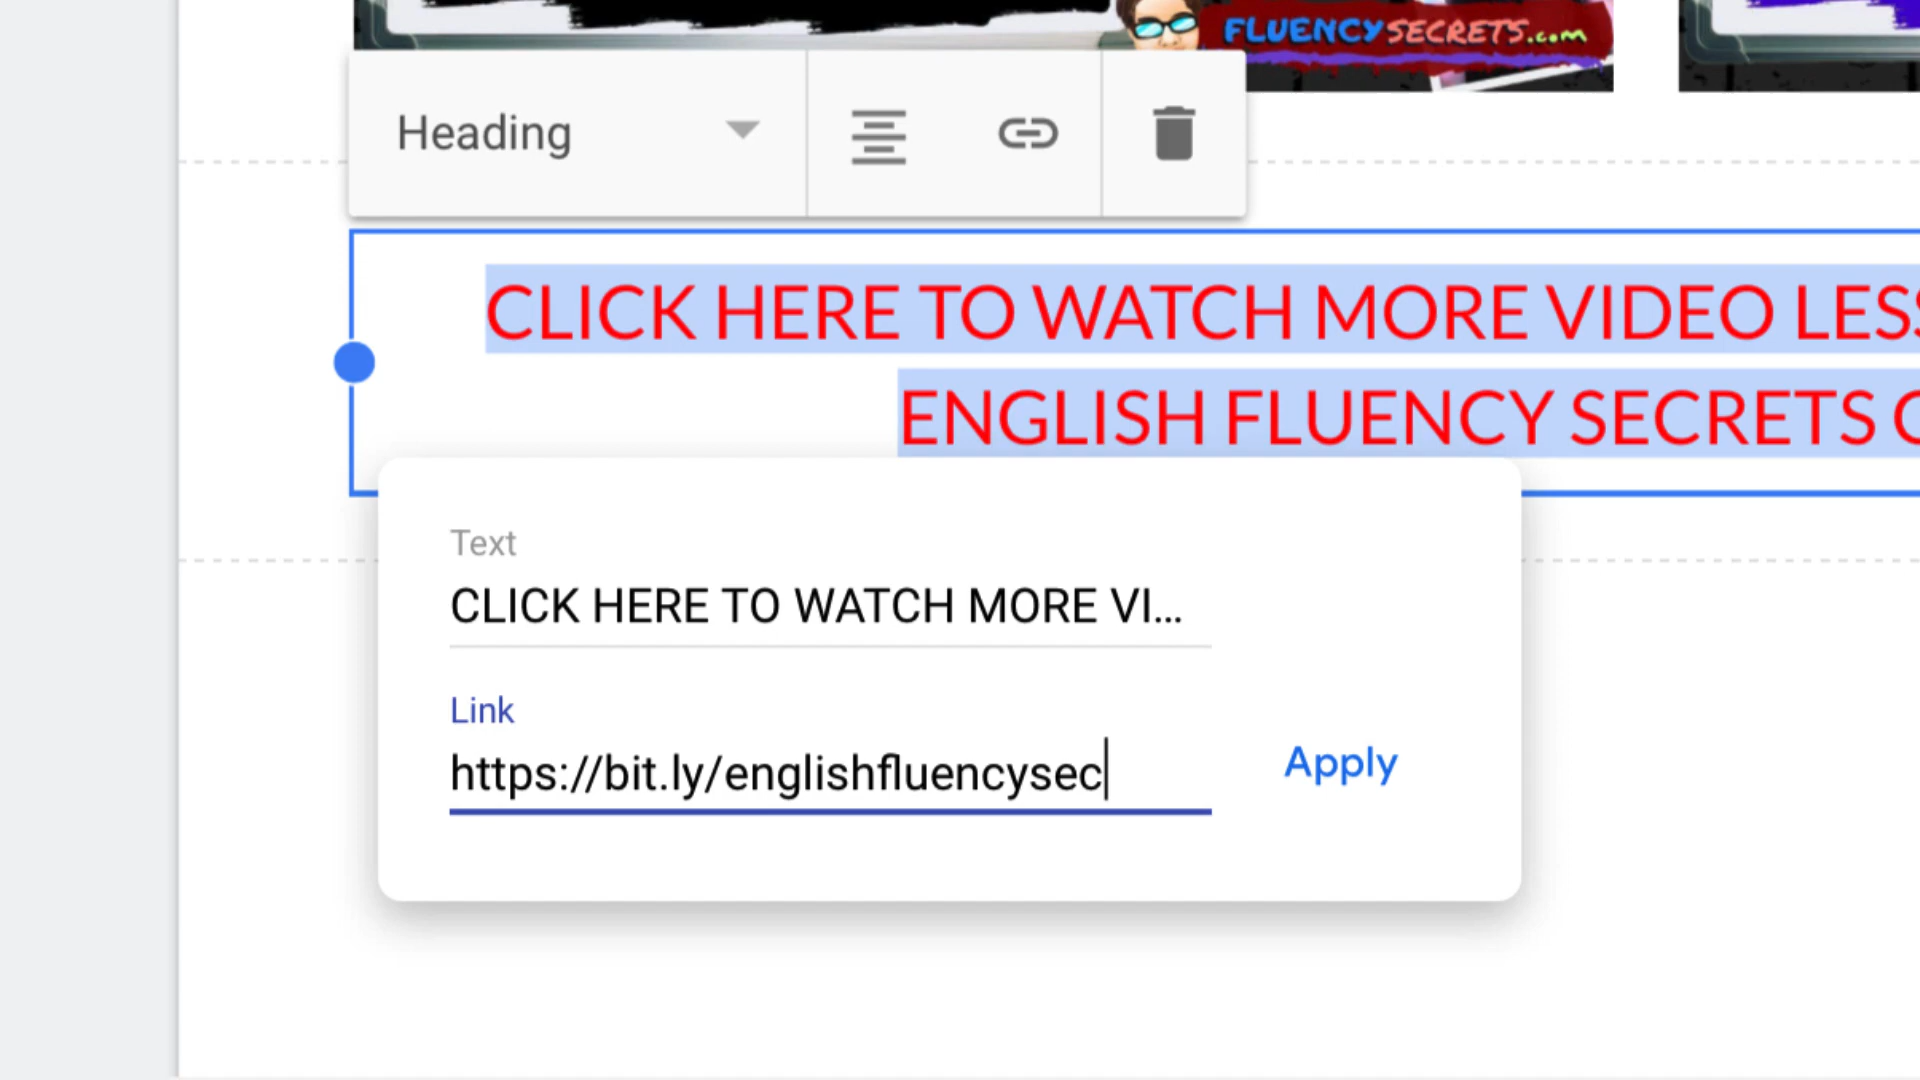 FLUENCYSECRETS.com
Heading
CLICK HERE TO WATCH MORE VIDEO LESS
ENGLISH FLUENCY SECRETS
Text
CLICK HERE TO WATCH MORE VI...
Link
https://bit.ly/englishfluencysec
Apply